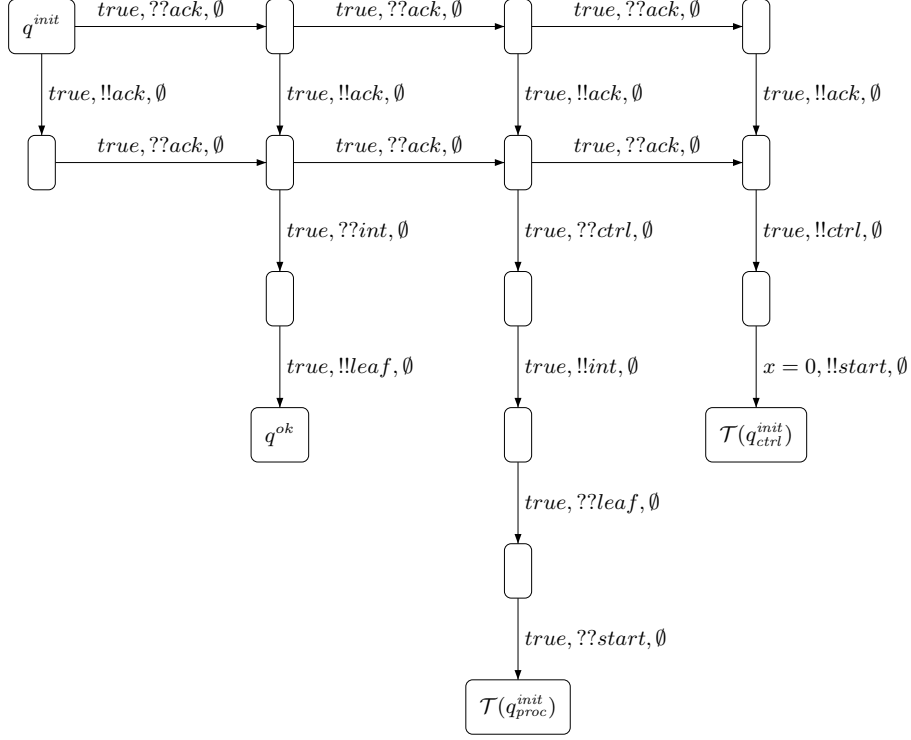 q^{init} true, ??ack, ∅ true, ??ack, ∅ true, ??ack, ∅
true, !!ack, ∅ true, !!ack, ∅ true, !!ack, ∅ true, !!ack, ∅
true, ??ack, ∅ true, ??ack, ∅ true, ??ack, ∅
true, ??int, ∅ true, ??ctrl, ∅ true, !!ctrl, ∅
true, !!leaf, ∅ true, !!int, ∅ x = 0, !!start, ∅
q^{ok} 𝒯(q^{init}_{ctrl})
true, ??leaf, ∅
true, ??start, ∅
𝒯(q^{init}_{proc})